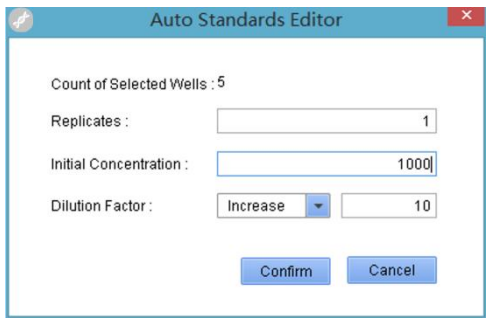 Auto Standards Editor
Count of Selected Wells : 5
Replicates : 1
Initial Concentration : 1000
Dilution Factor : Increase 10
Confirm Cancel